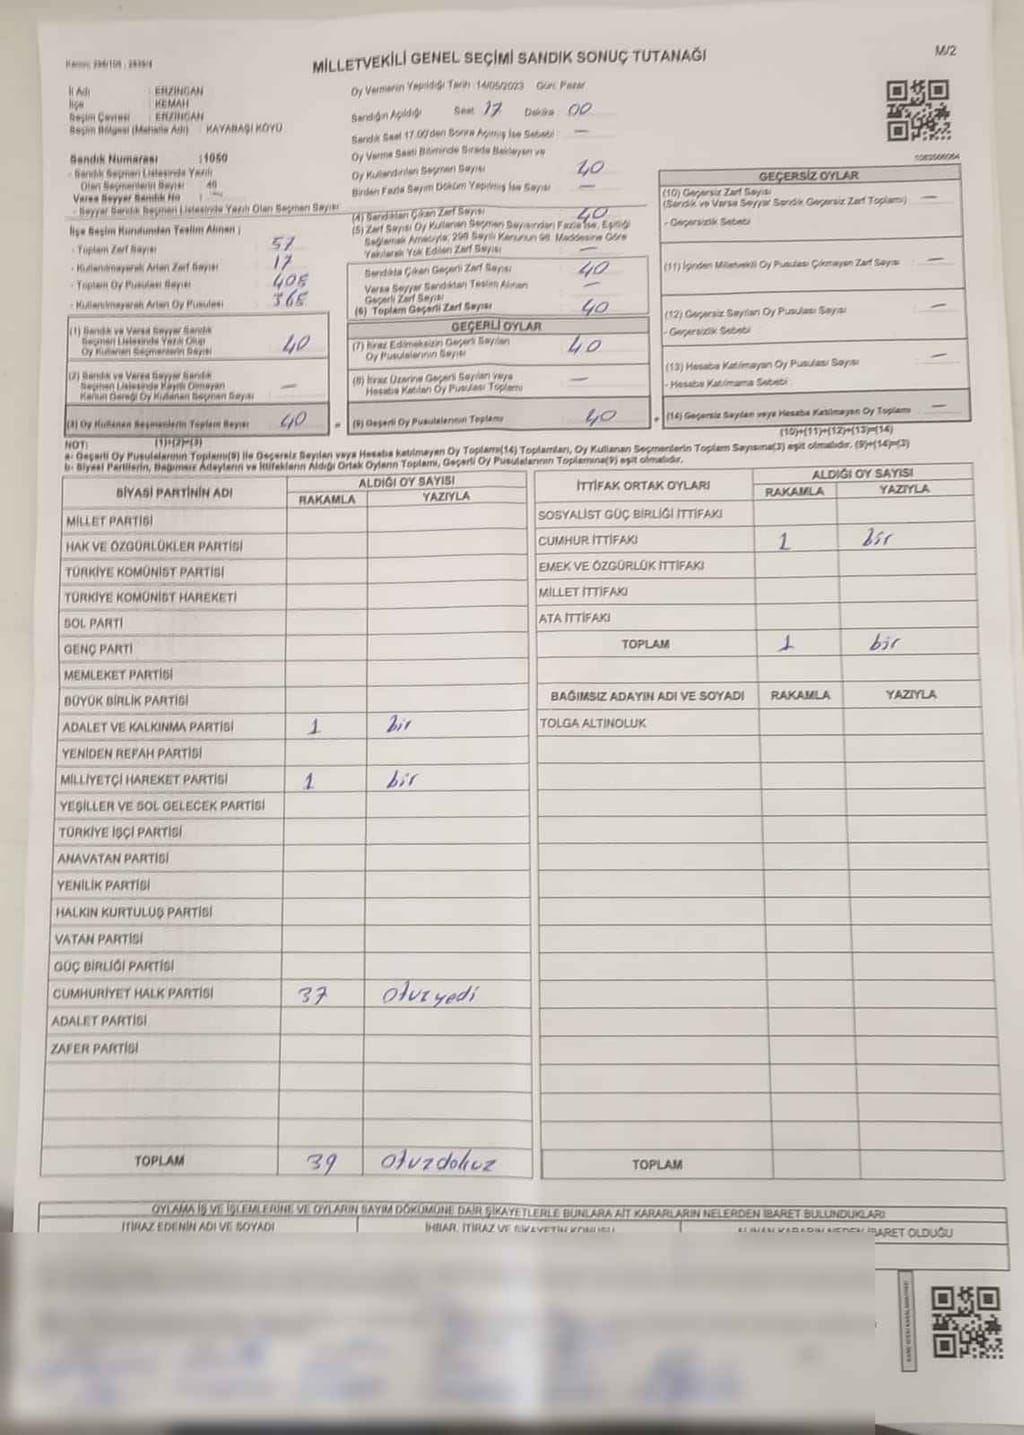 MİLLETVEKİLİ GENEL SEÇİMİ SANDIK SONUÇ TUTANAĞI
M/2
İl Adı : ERZİNCAN
İlçe : KEMAH
Seçim Çevresi : ERZİNCAN
Seçim Bölgesi (Mahalle Adı) : KAYABAŞI KÖYÜ
Oy Vermenin Yapıldığı Tarih : 14/05/2023 Gün: Pazar
Sandığın Açıldığı Saat 17 Dakika 00
Sandık Saat 17.00'den Sonra Açılmış İse Sebebi —
Oy Verme Saati Bitiminde Sırada Bekleyen ve
Oy Kullandırılan Seçmen Sayısı 40
Birden Fazla Sayım Döküm Yapılmış İse Sayısı —
Sandık Numarası :1050
- Sandık Seçmen Listesinde Yazılı
Olan Seçmenlerin Sayısı
Varsa Seyyar Sandık No
- Seyyar Sandık Seçmen Listesinde Yazılı Olan Seçmen Sayısı
İlçe Seçim Kurulundan Teslim Alınan ;
- Toplam Zarf Sayısı 57
- Kullanılmayarak Artan Zarf Sayısı 17
- Toplam Oy Pusulası Sayısı 405
- Kullanılmayarak Artan Oy Pusulası 365
(1) Sandık ve Varsa Seyyar Sandık
Seçmen Listesinde Yazılı Olup
Oy Kullanan Seçmenlerin Sayısı 40
(2) Sandık ve Varsa Seyyar Sandık
Seçmen Listesinde Kayıtlı Olmayan
Kanun Gereği Oy Kullanan Seçmen Sayısı —
(3) Oy Kullanan Seçmenlerin Toplam Sayısı 40
(1)+(2)=(3)
(4) Sandıktan Çıkan Zarf Sayısı 40
(5) Zarf Sayısı Oy Kullanan Seçmen Sayısından Fazla İse, Eşitliği
Sağlamak Amacıyla, 298 Sayılı Kanunun 98. Maddesine Göre
Yakılarak Yok Edilen Zarf Sayısı —
Sandıkta Çıkan Geçerli Zarf Sayısı 40
Varsa Seyyar Sandıktan Teslim Alınan
Geçerli Zarf Sayısı —
(6) Toplam Geçerli Zarf Sayısı 40
GEÇERLİ OYLAR
(7) İtiraz Edilmeksizin Geçerli Sayılan
Oy Pusulalarının Sayısı 40
(8) İtiraz Üzerine Geçerli Sayılan veya
Hesaba Katılan Oy Pusulası Toplamı —
(9) Geçerli Oy Pusulalarının Toplamı 40
GEÇERSİZ OYLAR
(10) Geçersiz Zarf Sayısı
(Sandık ve Varsa Seyyar Sandık Geçersiz Zarf Toplamı) —
- Geçersizlik Sebebi
(11) İçinden Milletvekili Oy Pusulası Çıkmayan Zarf Sayısı —
(12) Geçersiz Sayılan Oy Pusulası Sayısı —
- Geçersizlik Sebebi
(13) Hesaba Katılmayan Oy Pusulası Sayısı —
- Hesaba Katılmama Sebebi
(14) Geçersiz Sayılan veya Hesaba Katılmayan Oy Toplamı —
(10)+(11)+(12)+(13)=(14)
NOT:
a- Geçerli Oy Pusulalarının Toplamı(9) ile Geçersiz Sayılan veya Hesaba katılmayan Oy Toplamı(14) Toplamları, Oy Kullanan Seçmenlerin Toplam Sayısına(3) eşit olmalıdır. (9)+(14)=(3)
b- Siyasi Partilerin, Bağımsız Adayların ve İttifakların Aldığı Ortak Oyların Toplamı, Geçerli Oy Pusulalarının Toplamına(9) eşit olmalıdır.
SİYASİ PARTİNİN ADI ALDIĞI OY SAYISI
RAKAMLA YAZIYLA
MİLLET PARTİSİ
HAK VE ÖZGÜRLÜKLER PARTİSİ
TÜRKİYE KOMÜNİST PARTİSİ
TÜRKİYE KOMÜNİST HAREKETİ
SOL PARTİ
GENÇ PARTİ
MEMLEKET PARTİSİ
BÜYÜK BİRLİK PARTİSİ
ADALET VE KALKINMA PARTİSİ 1 bir
YENİDEN REFAH PARTİSİ
MİLLİYETÇİ HAREKET PARTİSİ 1 bir
YEŞİLLER VE SOL GELECEK PARTİSİ
TÜRKİYE İŞÇİ PARTİSİ
ANAVATAN PARTİSİ
YENİLİK PARTİSİ
HALKIN KURTULUŞ PARTİSİ
VATAN PARTİSİ
GÜÇ BİRLİĞİ PARTİSİ
CUMHURİYET HALK PARTİSİ 37 Otuzyedi
ADALET PARTİSİ
ZAFER PARTİSİ
TOPLAM 39 Otuzdokuz
İTTİFAK ORTAK OYLARI ALDIĞI OY SAYISI
RAKAMLA YAZIYLA
SOSYALİST GÜÇ BİRLİĞİ İTTİFAKI
CUMHUR İTTİFAKI 1 bir
EMEK VE ÖZGÜRLÜK İTTİFAKI
MİLLET İTTİFAKI
ATA İTTİFAKI
TOPLAM 1 bir
BAĞIMSIZ ADAYIN ADI VE SOYADI RAKAMLA YAZIYLA
TOLGA ALTINOLUK
TOPLAM
OYLAMA İŞ VE İŞLEMLERİNE VE OYLARIN SAYIM DÖKÜMÜNE DAİR ŞİKAYETLERLE BUNLARA AİT KARARLARIN NELERDEN İBARET BULUNDUKLARI
İTİRAZ EDENİN ADI VE SOYADI İHBAR, İTİRAZ VE ŞİKAYETİN KONUSU ALINAN KARARIN NEDEN İBARET OLDUĞU